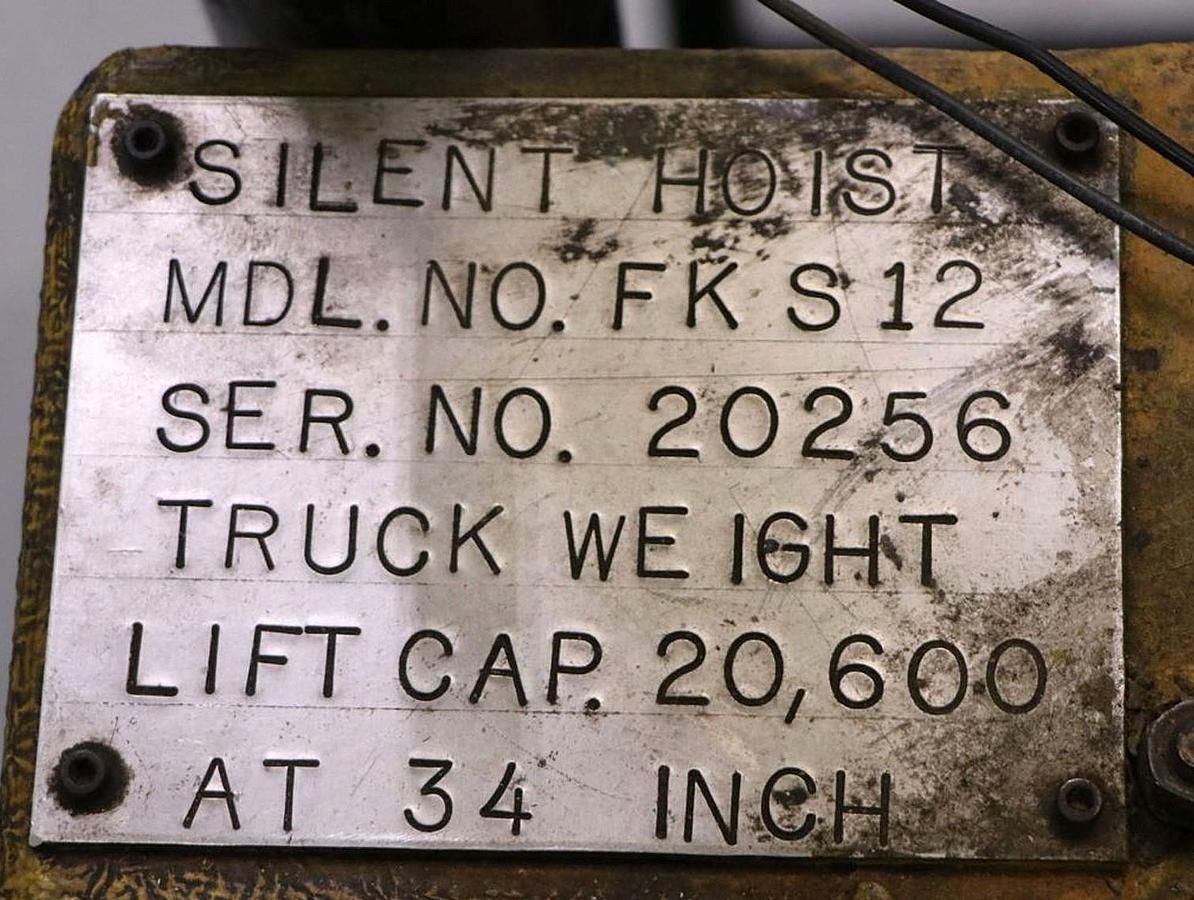 SILENT HOIST
MDL. NO. FK S 12
SER. NO. 20256
TRUCK WEIGHT
LIFT CAP. 20,600
AT 34 INCH